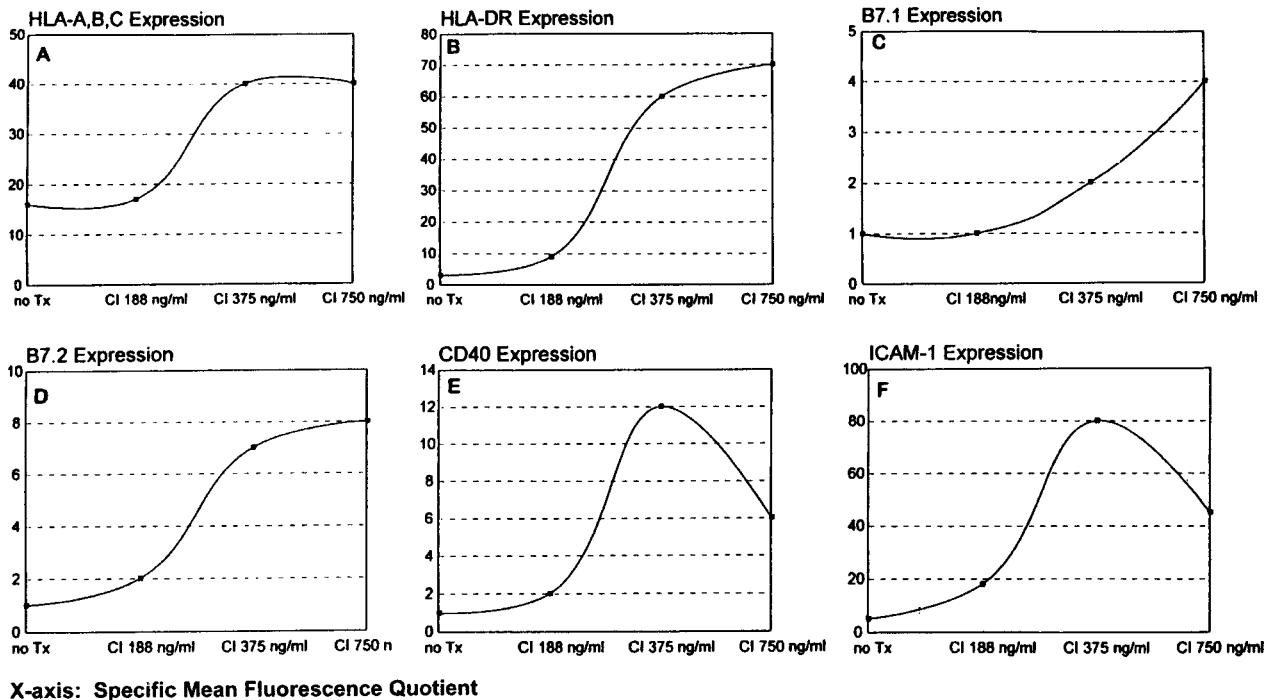 HLA-A,B,C Expression
A
50
40
30
20
10
0
no Tx
CI 188 ng/ml
CI 375 ng/ml
CI 750 ng/ml
HLA-DR Expression
B
80
70
60
50
40
30
20
10
0
no Tx
CI 188 ng/ml
CI 375 ng/ml
CI 750 ng/ml
B7.1 Expression
C
5
4
3
2
1
0
no Tx
CI 188ng/ml
CI 375 ng/ml
CI 750 ng/ml
B7.2 Expression
D
10
8
6
4
2
0
no Tx
CI 188 ng/ml
CI 375 ng/ml
CI 750 n
CD40 Expression
E
14
12
10
8
6
4
2
0
no Tx
CI 188 ng/ml
CI 375 ng/ml
CI 750 ng/ml
ICAM-1 Expression
F
100
80
60
40
20
0
no Tx
CI 188 ng/ml
CI 375 ng/ml
CI 750 ng/ml
X-axis: Specific Mean Fluorescence Quotient